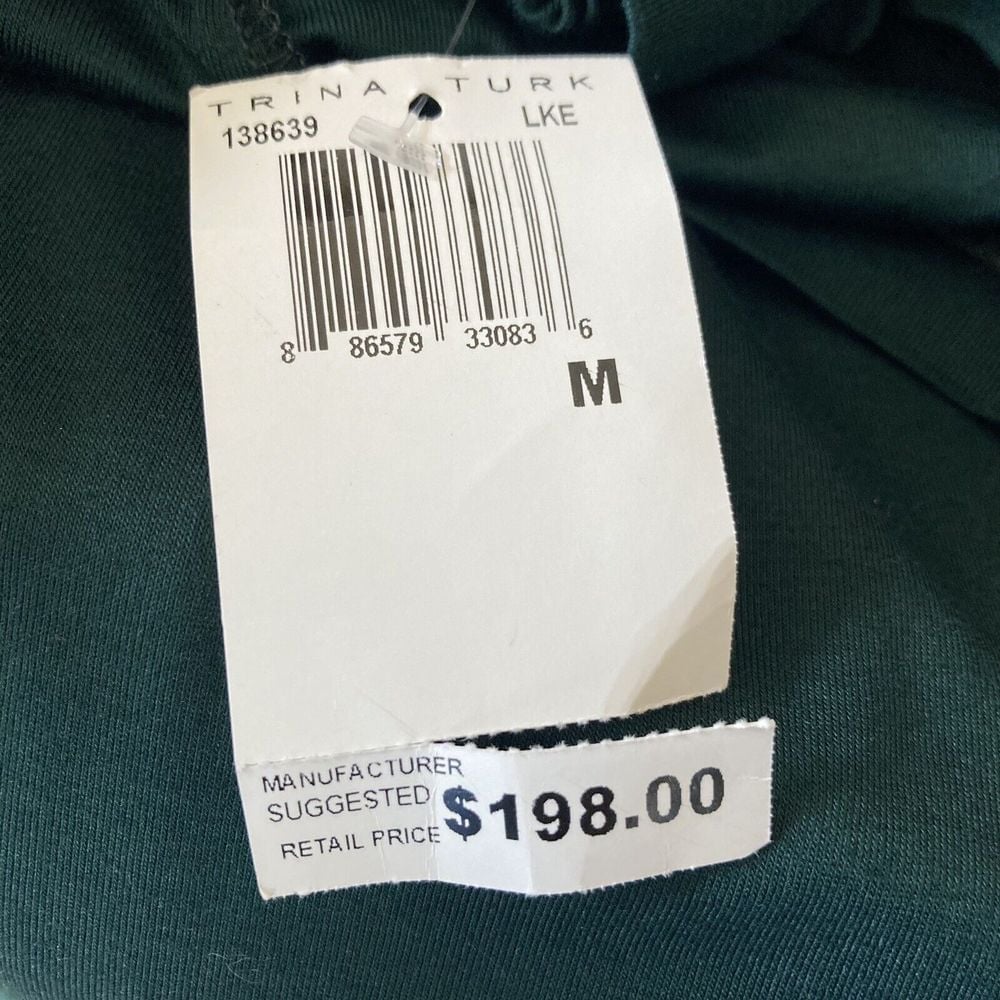 TRINA TURK
138639 LKE
8 86579 33083 6
M
MANUFACTURER
SUGGESTED
RETAIL PRICE $198.00